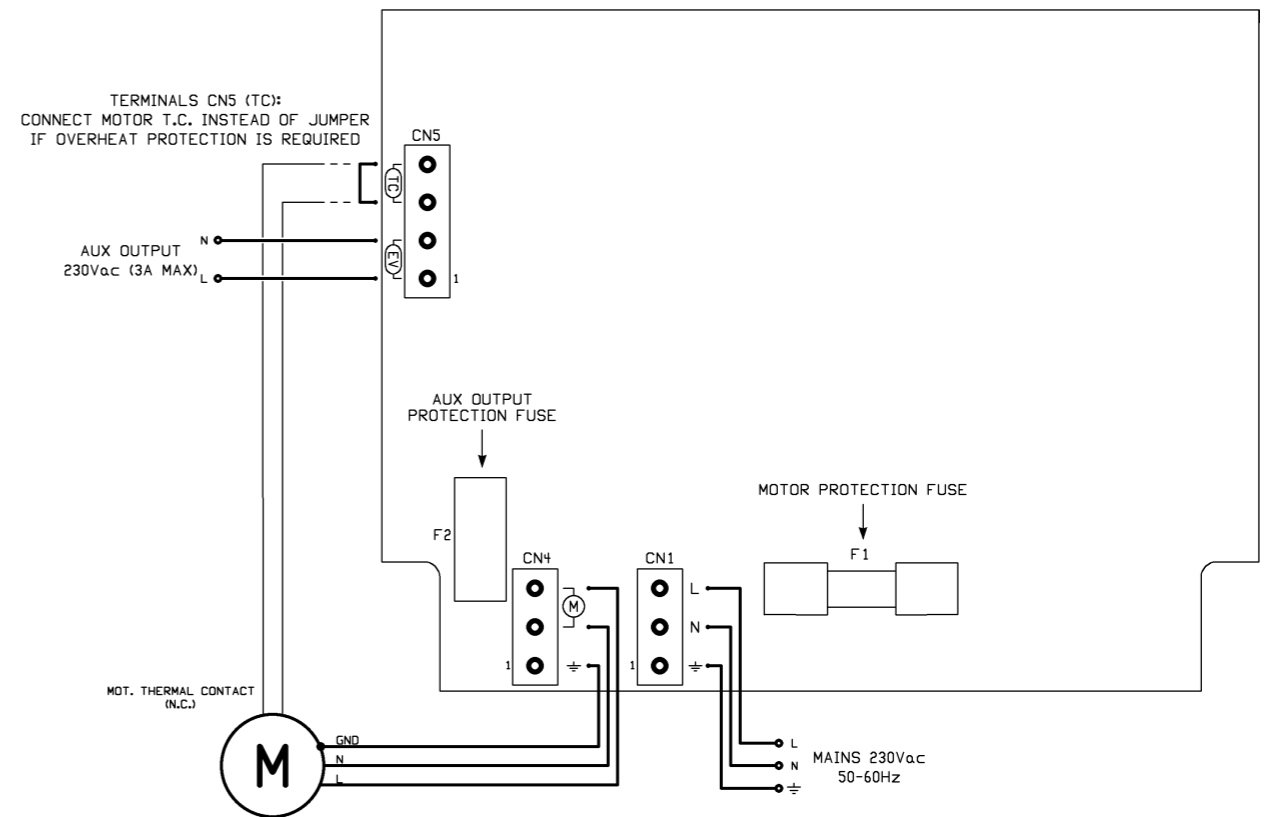 TERMINALS CN5 (TC):
CONNECT MOTOR T.C. INSTEAD OF JUMPER
IF OVERHEAT PROTECTION IS REQUIRED
CN5
TC
EV
1
AUX OUTPUT
230Vac (3A MAX)
N
L
AUX OUTPUT
PROTECTION FUSE
F2
MOTOR PROTECTION FUSE
F1
CN4
M
1
CN1
L
N
1
MOT. THERMAL CONTACT
(N.C.)
M
GND
N
L
L
N
MAINS 230Vac
50-60Hz